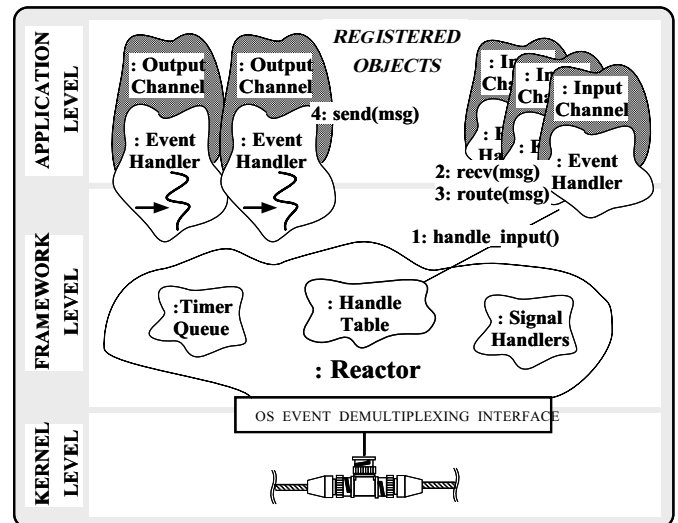 APPLICATION
LEVEL
REGISTERED
OBJECTS
: Output
Channel
: Event
Handler
: Output
Channel
: Event
Handler
4: send(msg)
: Input
Channel
: Event
Handler
2: recv(msg)
3: route(msg)
1: handle_input()
FRAMEWORK
LEVEL
:Timer
Queue
: Handle
Table
: Signal
Handlers
: Reactor
OS EVENT DEMULTIPLEXING INTERFACE
KERNEL
LEVEL